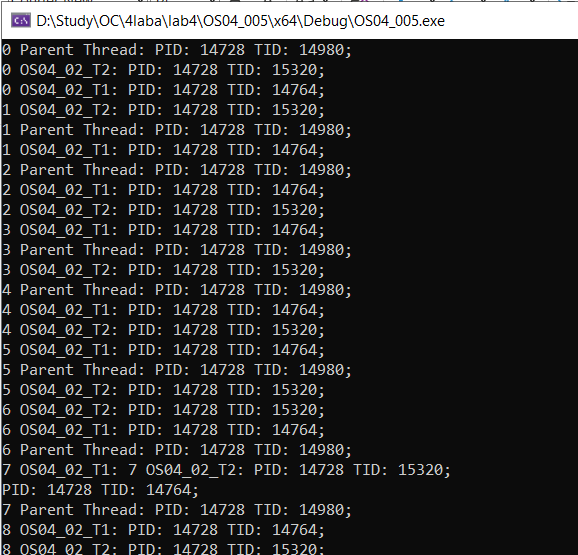 D:\Study\OC\4laba\lab4\OS04_005\x64\Debug\OS04_005.exe
0 Parent Thread: PID: 14728 TID: 14980;
0 OS04_02_T2: PID: 14728 TID: 15320;
0 OS04_02_T1: PID: 14728 TID: 14764;
1 OS04_02_T2: PID: 14728 TID: 15320;
1 Parent Thread: PID: 14728 TID: 14980;
1 OS04_02_T1: PID: 14728 TID: 14764;
2 Parent Thread: PID: 14728 TID: 14980;
2 OS04_02_T1: PID: 14728 TID: 14764;
2 OS04_02_T2: PID: 14728 TID: 15320;
3 OS04_02_T1: PID: 14728 TID: 14764;
3 Parent Thread: PID: 14728 TID: 14980;
3 OS04_02_T2: PID: 14728 TID: 15320;
4 Parent Thread: PID: 14728 TID: 14980;
4 OS04_02_T1: PID: 14728 TID: 14764;
4 OS04_02_T2: PID: 14728 TID: 15320;
5 OS04_02_T1: PID: 14728 TID: 14764;
5 Parent Thread: PID: 14728 TID: 14980;
5 OS04_02_T2: PID: 14728 TID: 15320;
6 OS04_02_T2: PID: 14728 TID: 15320;
6 OS04_02_T1: PID: 14728 TID: 14764;
6 Parent Thread: PID: 14728 TID: 14980;
7 OS04_02_T1: 7 OS04_02_T2: PID: 14728 TID: 15320;
PID: 14728 TID: 14764;
7 Parent Thread: PID: 14728 TID: 14980;
8 OS04_02_T1: PID: 14728 TID: 14764;
8 OS04_02_T2: PID: 14728 TID: 15320;